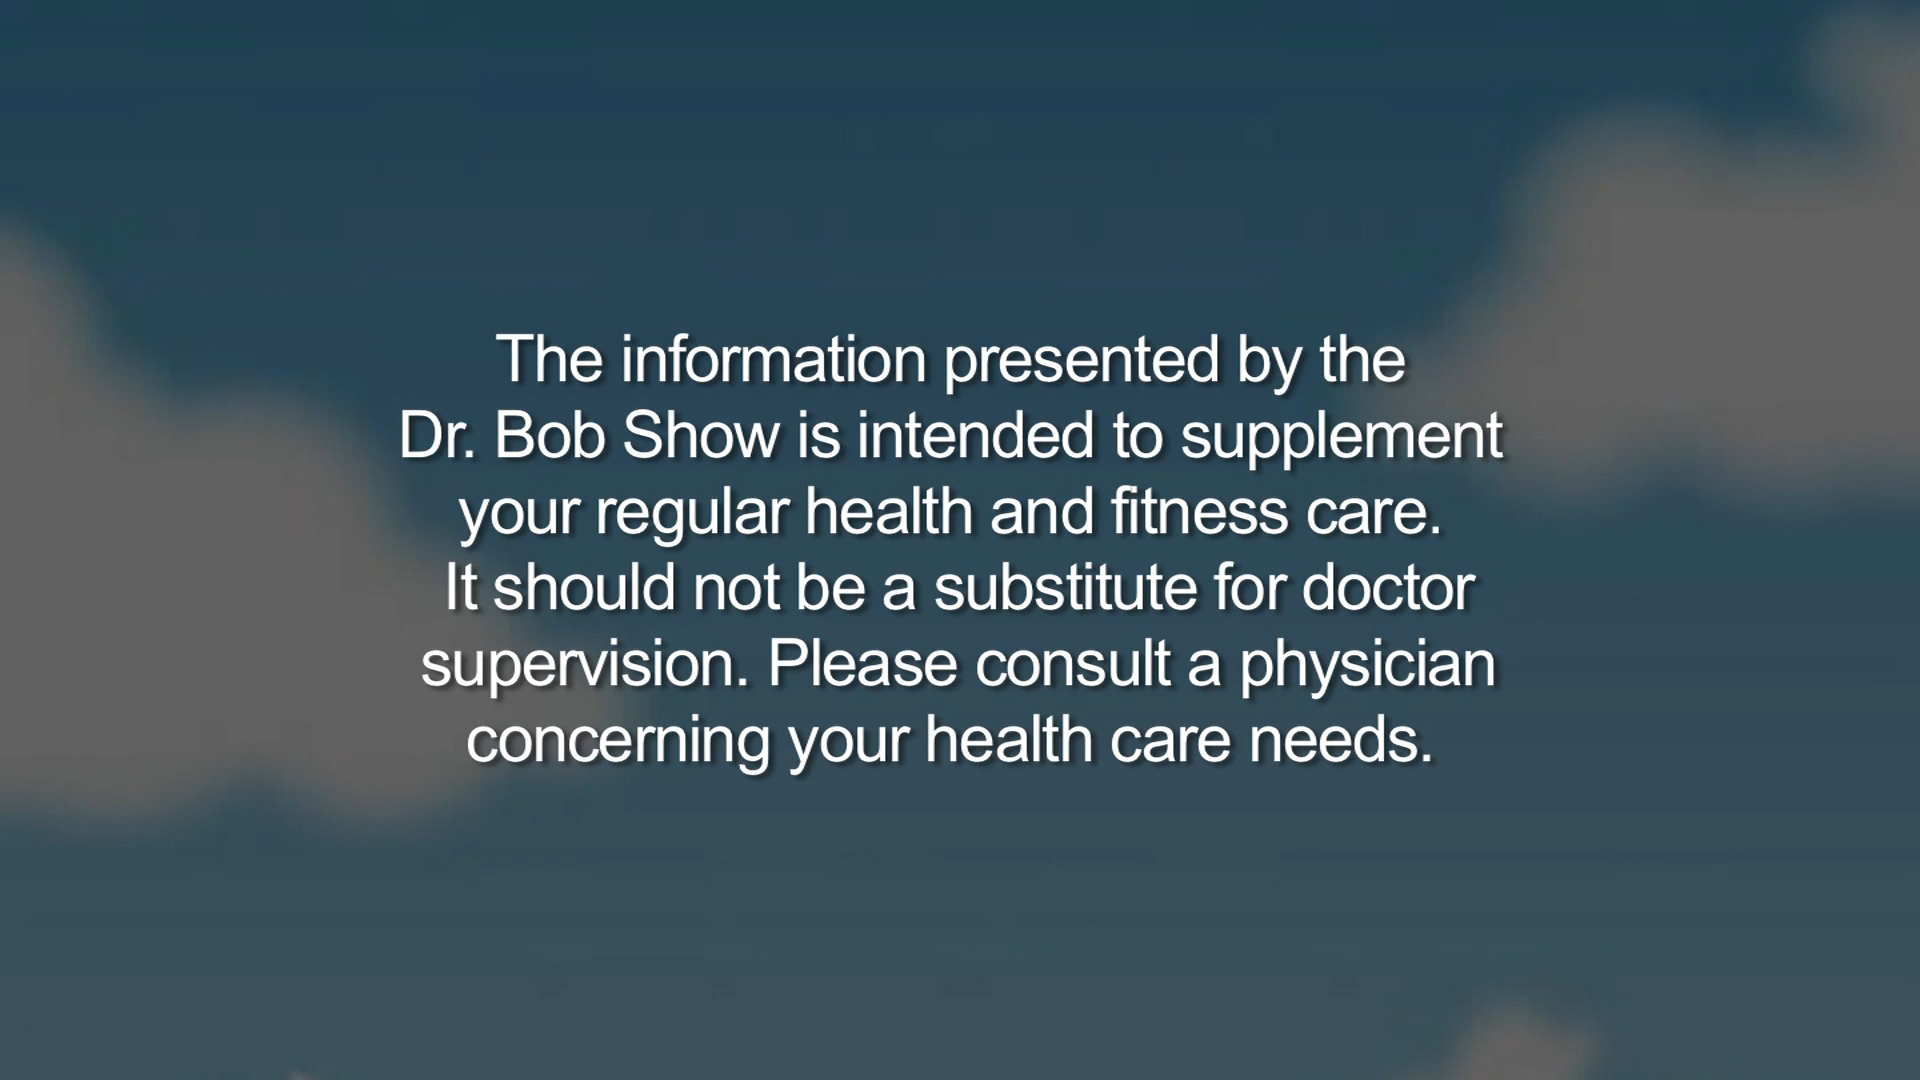 The information presented by the
Dr. Bob Show is intended to supplement
your regular health and fitness care.
It should not be a substitute for doctor
supervision. Please consult a physician
concerning your health care needs.